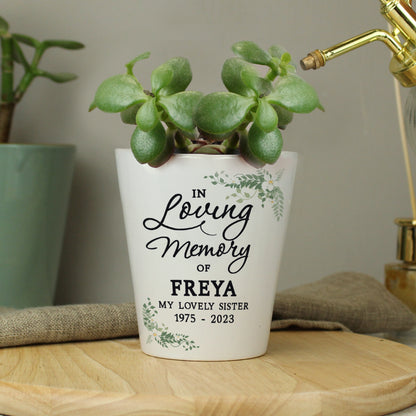 IN
Loving
Memory
OF
FREYA
MY LOVELY SISTER
1975 - 2023